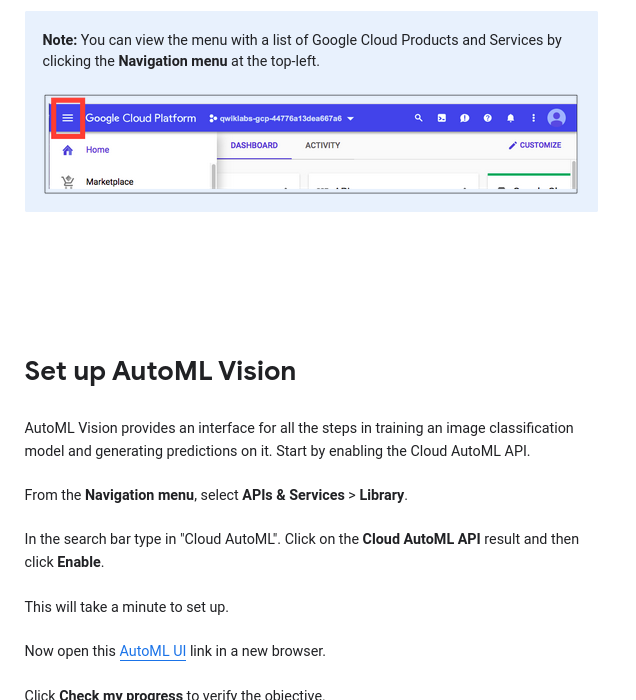 Note: You can view the menu with a list of Google Cloud Products and Services by
clicking the Navigation menu at the top-left.
Google Cloud Platform
qwiklabs-gcp-44776a13dea667a6
Home
DASHBOARD
ACTIVITY
CUSTOMIZE
Marketplace
Set up AutoML Vision
AutoML Vision provides an interface for all the steps in training an image classification
model and generating predictions on it. Start by enabling the Cloud AutoML API.
From the Navigation menu, select APIs & Services > Library.
In the search bar type in "Cloud AutoML". Click on the Cloud AutoML API result and then
click Enable.
This will take a minute to set up.
Now open this AutoML UI link in a new browser.
Click Check my progress to verify the objective.